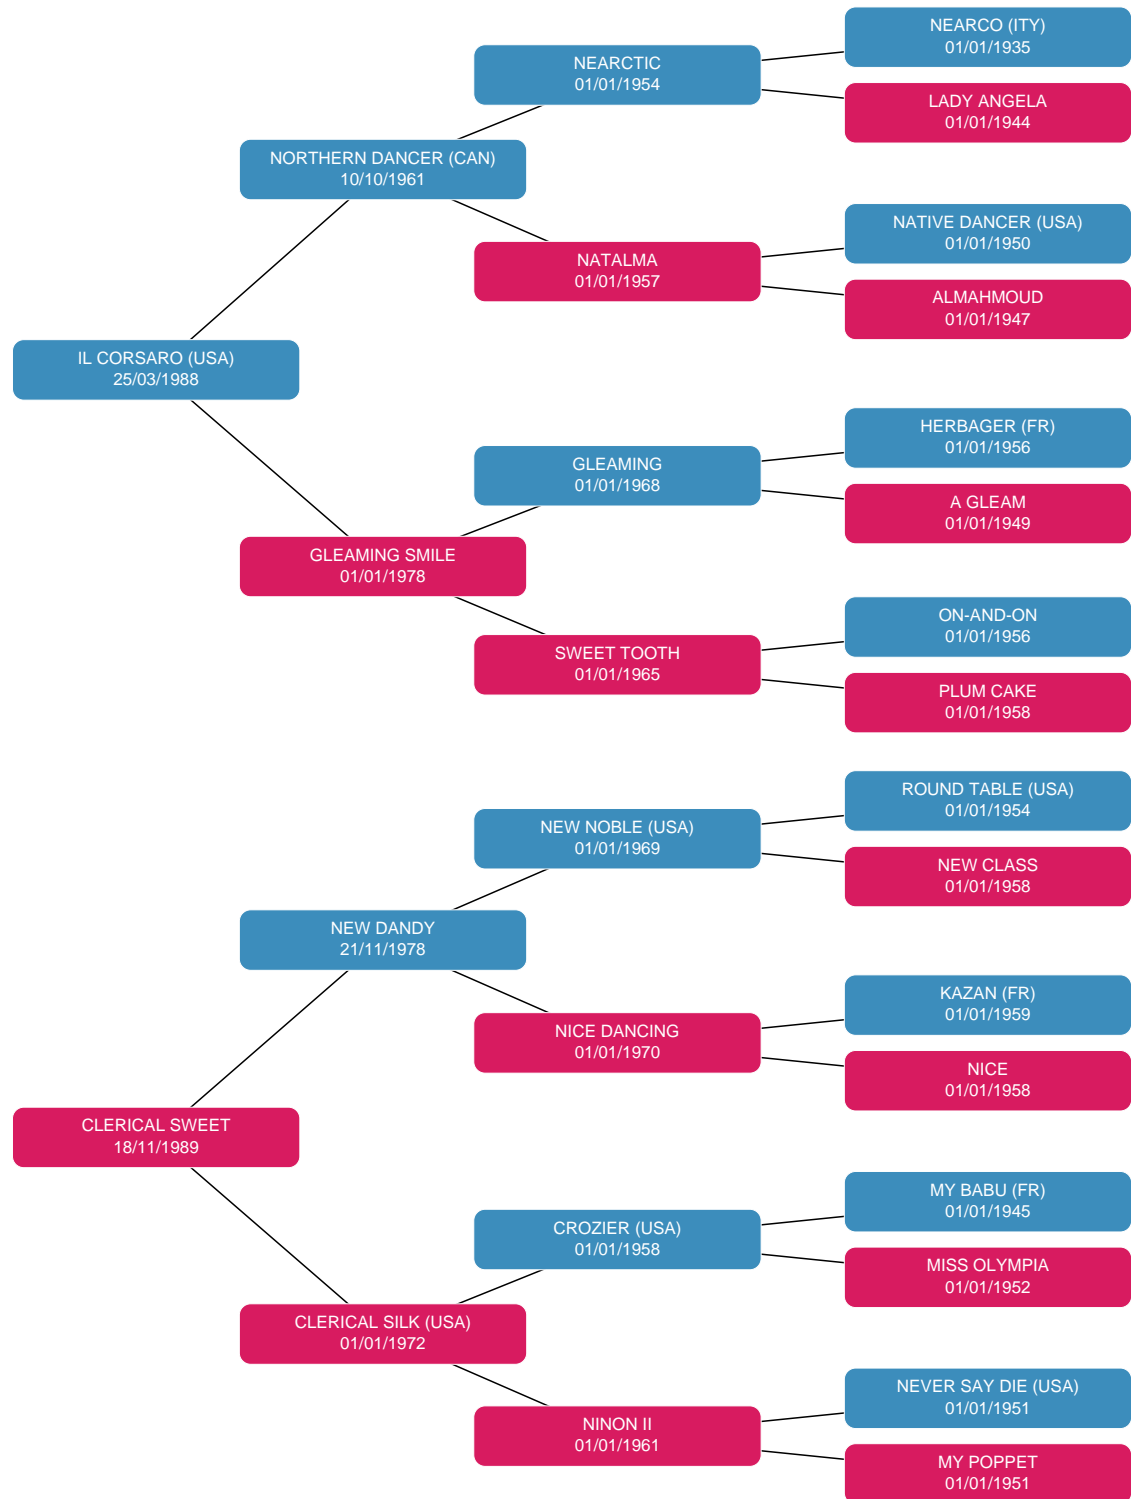 NEARCO (ITY)
01/01/1935
NEARCTIC
01/01/1954
LADY ANGELA
01/01/1944
NORTHERN DANCER (CAN)
10/10/1961
NATIVE DANCER (USA)
01/01/1950
NATALMA
01/01/1957
ALMAHMOUD
01/01/1947
IL CORSARO (USA)
25/03/1988
HERBAGER (FR)
01/01/1956
GLEAMING
01/01/1968
A GLEAM
01/01/1949
GLEAMING SMILE
01/01/1978
ON-AND-ON
01/01/1956
SWEET TOOTH
01/01/1965
PLUM CAKE
01/01/1958
ROUND TABLE (USA)
01/01/1954
NEW NOBLE (USA)
01/01/1969
NEW CLASS
01/01/1958
NEW DANDY
21/11/1978
KAZAN (FR)
01/01/1959
NICE DANCING
01/01/1970
NICE
01/01/1958
CLERICAL SWEET
18/11/1989
MY BABU (FR)
01/01/1945
CROZIER (USA)
01/01/1958
MISS OLYMPIA
01/01/1952
CLERICAL SILK (USA)
01/01/1972
NEVER SAY DIE (USA)
01/01/1951
NINON II
01/01/1961
MY POPPET
01/01/1951